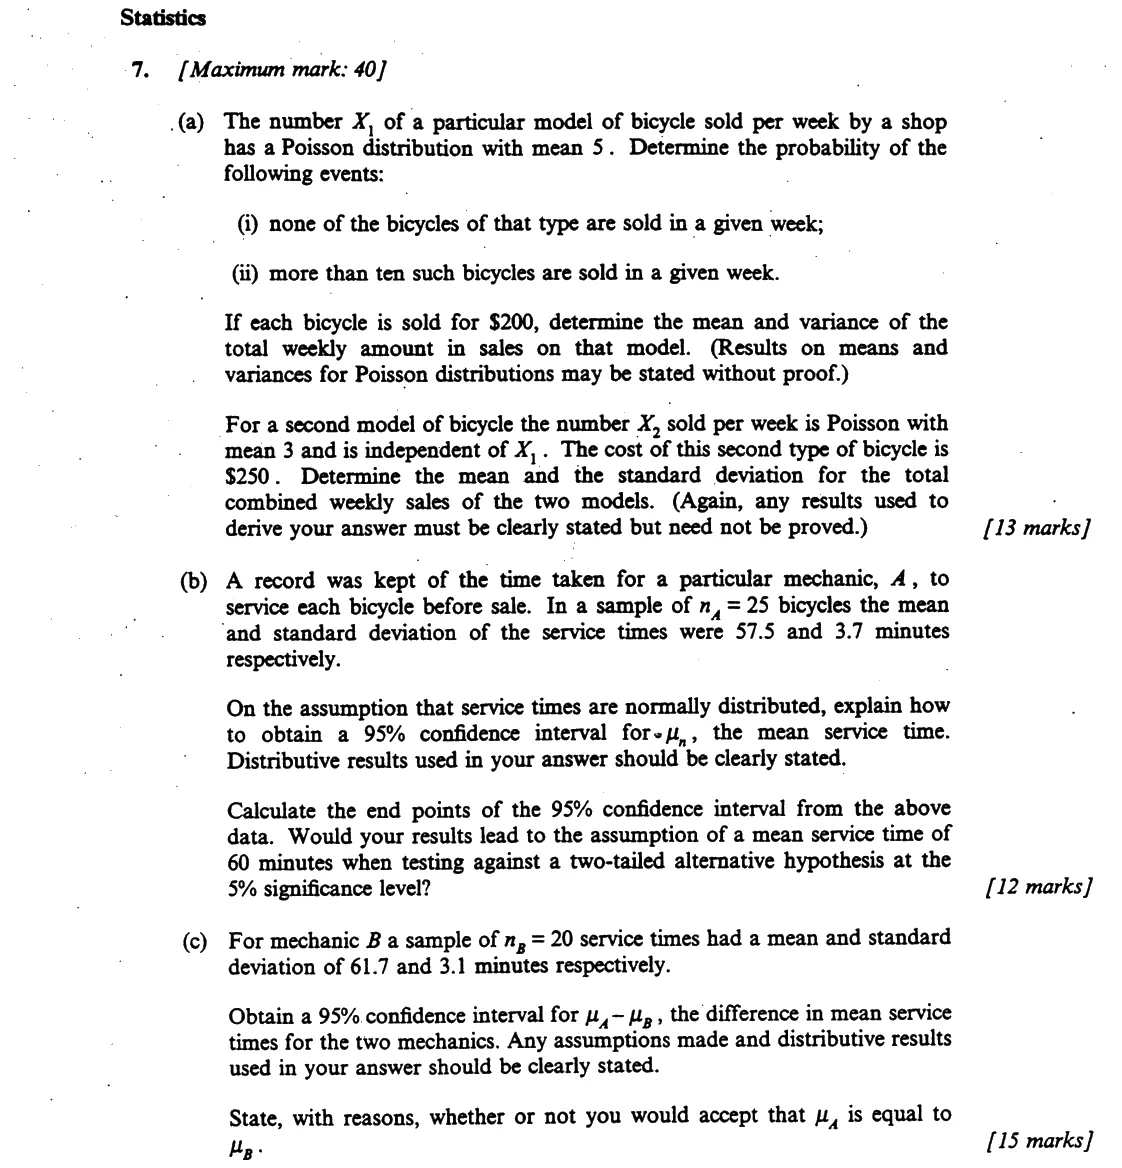 Statistics
7. [Maximum mark: 40]
(a) The number X₁ of a particular model of bicycle sold per week by a shop
has a Poisson distribution with mean 5. Determine the probability of the
following events:
(i) none of the bicycles of that type are sold in a given week;
(ii) more than ten such bicycles are sold in a given week.
If each bicycle is sold for $200, determine the mean and variance of the
total weekly amount in sales on that model. (Results on means and
variances for Poisson distributions may be stated without proof.)
For a second model of bicycle the number X₂ sold per week is Poisson with
mean 3 and is independent of X₁. The cost of this second type of bicycle is
$250. Determine the mean and the standard deviation for the total
combined weekly sales of the two models. (Again, any results used to
derive your answer must be clearly stated but need not be proved.) [13 marks]
(b) A record was kept of the time taken for a particular mechanic, A, to
service each bicycle before sale. In a sample of n_A = 25 bicycles the mean
and standard deviation of the service times were 57.5 and 3.7 minutes
respectively.
On the assumption that service times are normally distributed, explain how
to obtain a 95% confidence interval for μ_n, the mean service time.
Distributive results used in your answer should be clearly stated.
Calculate the end points of the 95% confidence interval from the above
data. Would your results lead to the assumption of a mean service time of
60 minutes when testing against a two-tailed alternative hypothesis at the
5% significance level? [12 marks]
(c) For mechanic B a sample of n_B = 20 service times had a mean and standard
deviation of 61.7 and 3.1 minutes respectively.
Obtain a 95% confidence interval for μ_A − μ_B, the difference in mean service
times for the two mechanics. Any assumptions made and distributive results
used in your answer should be clearly stated.
State, with reasons, whether or not you would accept that μ_A is equal to
μ_B. [15 marks]